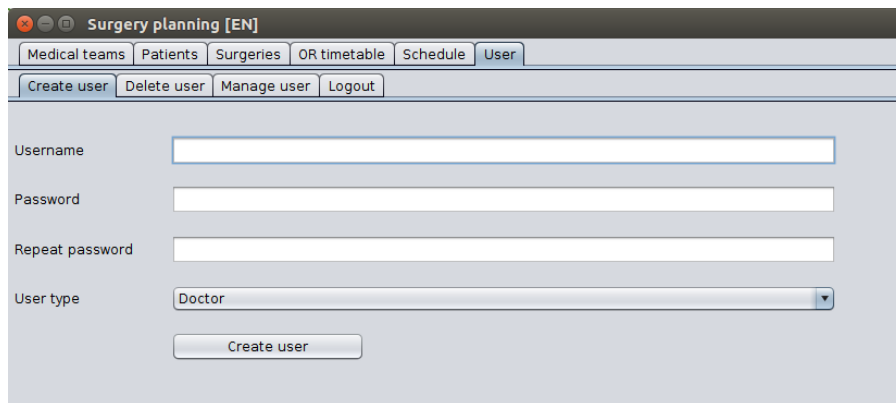 Surgery planning [EN]
Medical teams Patients Surgeries OR timetable Schedule User
Create user Delete user Manage user Logout
Username
Password
Repeat password
User type Doctor
Create user